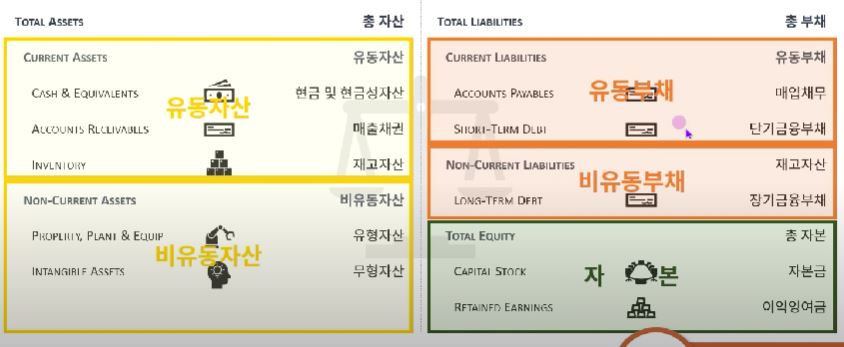 TOTAL ASSETS 총 자산
CURRENT ASSETS 유동자산
CASH & EQUIVALENTS 현금 및 현금성자산
유동자산
ACCOUNTS RECEIVABLES 매출채권
INVENTORY 재고자산
NON-CURRENT ASSETS 비유동자산
PROPERTY, PLANT & EQUIP 유형자산
비유동자산
INTANGIBLE ASSETS 무형자산
TOTAL LIABILITIES 총 부채
CURRENT LIABILITIES 유동부채
ACCOUNTS PAYABLES 매입채무
유동부채
SHORT-TERM DEBT 단기금융부채
NON-CURRENT LIABILITIES 재고자산
비유동부채
LONG-TERM DEBT 장기금융부채
TOTAL EQUITY 총 자본
CAPITAL STOCK 자본금
자 본
RETAINED EARNINGS 이익잉여금